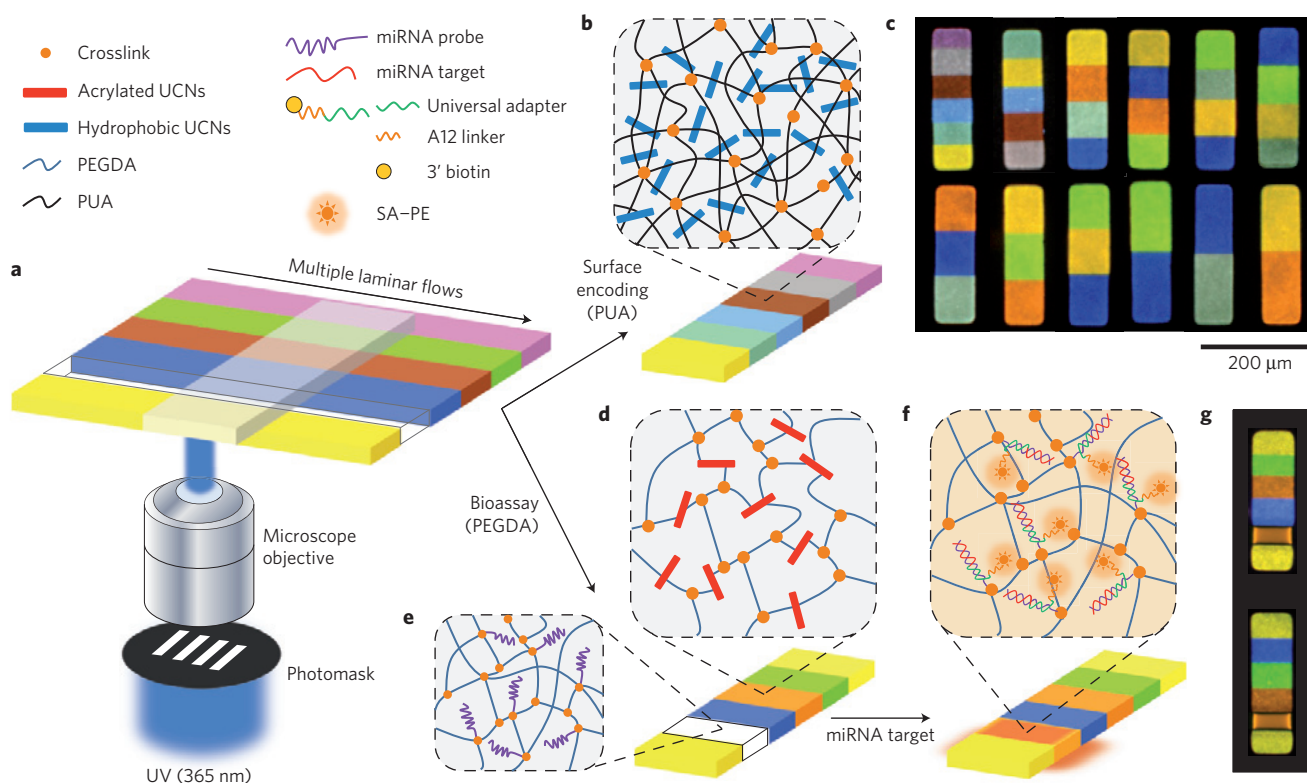 Crosslink
Acrylated UCNs
Hydrophobic UCNs
PEGDA
PUA
miRNA probe
miRNA target
Universal adapter
A12 linker
3′ biotin
SA–PE
a
Multiple laminar flows
Microscope
objective
Photomask
UV (365 nm)
Surface
encoding
(PUA)
Bioassay
(PEGDA)
b
c
200 μm
d
e
miRNA target
f
g